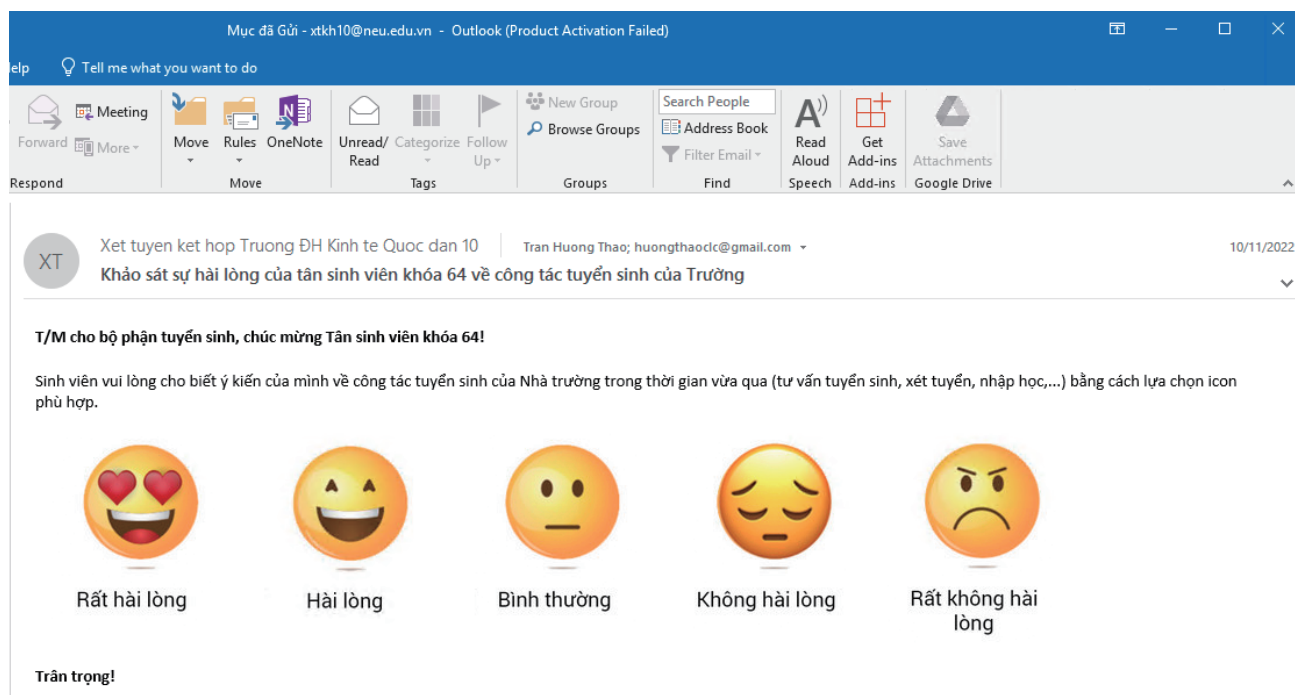 Mục đã Gửi - xtkh10@neu.edu.vn - Outlook (Product Activation Failed)
elp Tell me what you want to do
Forward Meeting More Move Rules OneNote Unread/ Read Categorize Follow Up New Group Browse Groups Search People Address Book Filter Email Read Aloud Get Add-ins Save Attachments
Respond Move Tags Groups Find Speech Add-ins Google Drive
XT
Xet tuyen ket hop Truong ĐH Kinh te Quoc dan 10 Tran Huong Thao; huongthaoclc@gmail.com 10/11/2022
Khảo sát sự hài lòng của tân sinh viên khóa 64 về công tác tuyển sinh của Trường
T/M cho bộ phận tuyển sinh, chúc mừng Tân sinh viên khóa 64!
Sinh viên vui lòng cho biết ý kiến của mình về công tác tuyển sinh của Nhà trường trong thời gian vừa qua (tư vấn tuyển sinh, xét tuyển, nhập học,...) bằng cách lựa chọn icon
phù hợp.
Rất hài lòng Hài lòng Bình thường Không hài lòng Rất không hài
lòng
Trân trọng!